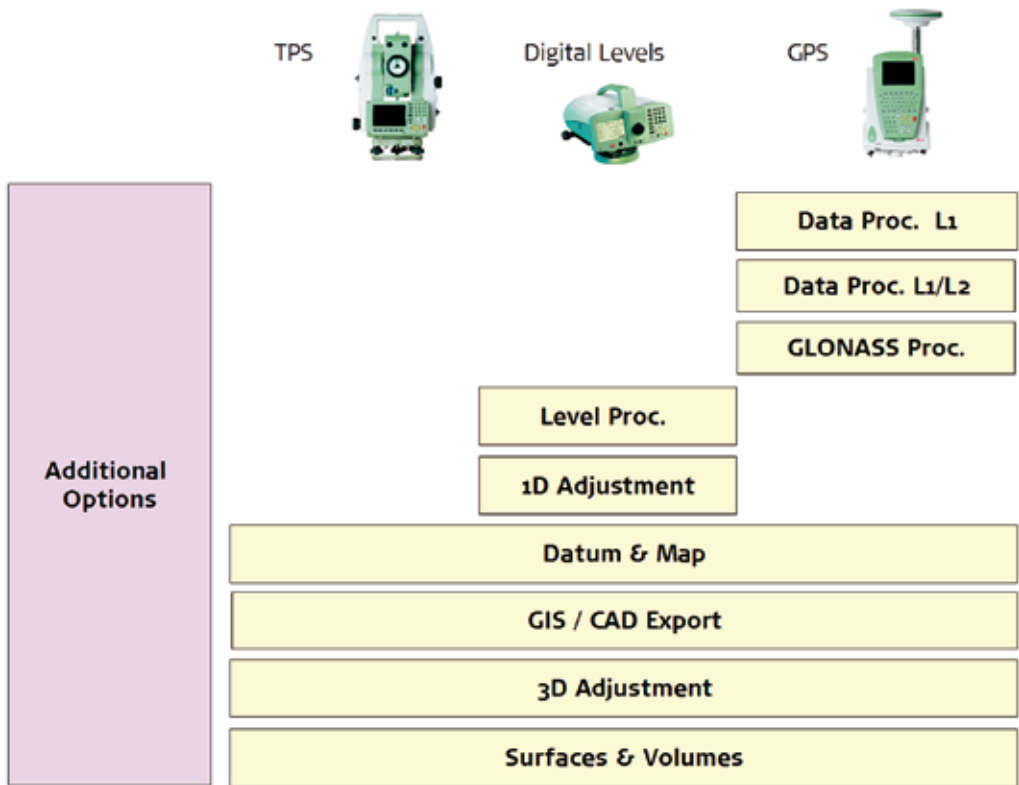 TPS
Digital Levels
GPS
Data Proc. L1
Data Proc. L1/L2
GLONASS Proc.
Level Proc.
1D Adjustment
Additional
Options
Datum & Map
GIS / CAD Export
3D Adjustment
Surfaces & Volumes